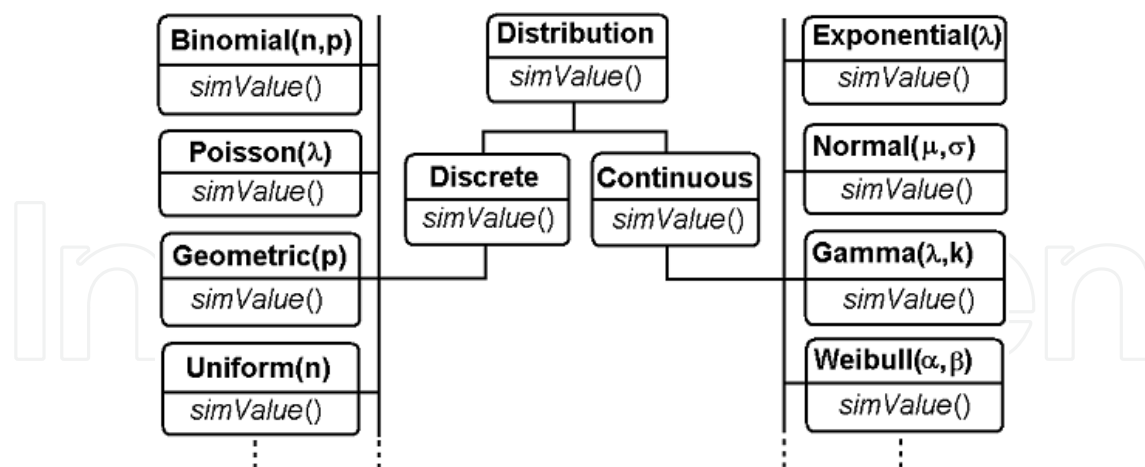 Binomial(n,p)
simValue()
Poisson(λ)
simValue()
Geometric(p)
simValue()
Uniform(n)
simValue()
Distribution
simValue()
Discrete
simValue()
Continuous
simValue()
Exponential(λ)
simValue()
Normal(μ,σ)
simValue()
Gamma(λ,k)
simValue()
Weibull(α,β)
simValue()